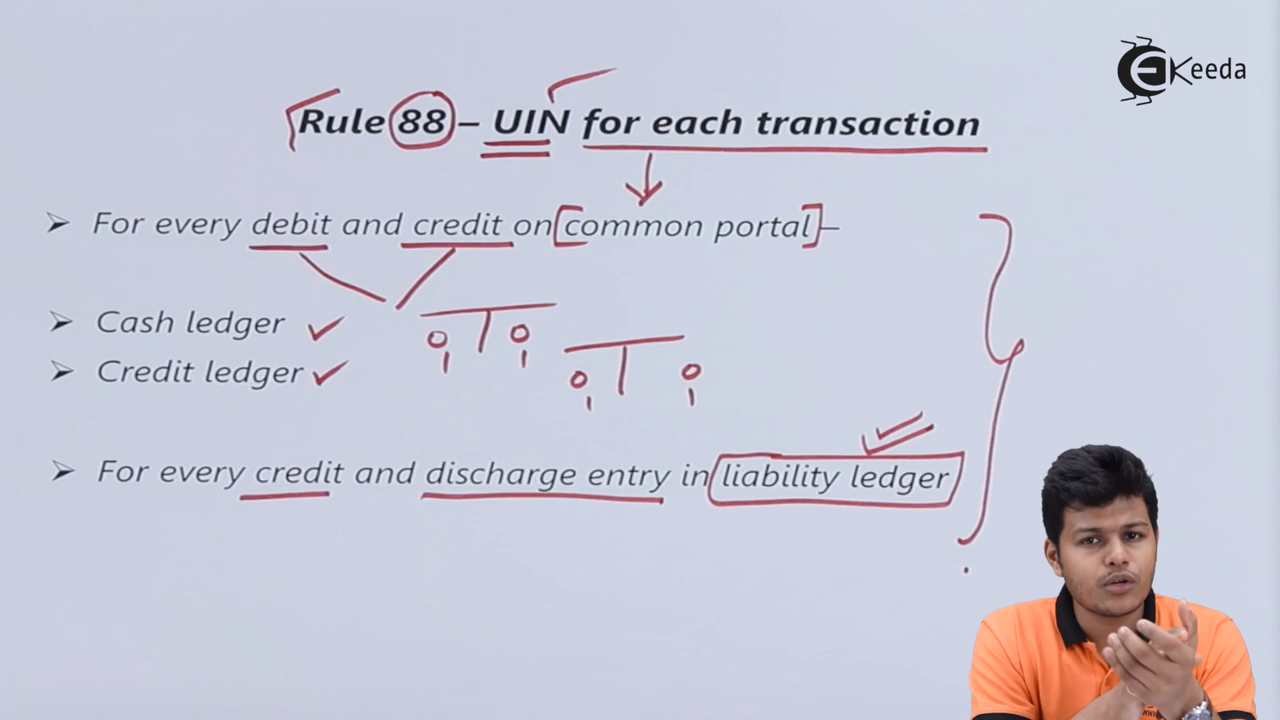 Ekeeda
Rule 88 – UIN for each transaction
➢ For every debit and credit on common portal–
➢ Cash ledger
➢ Credit ledger
➢ For every credit and discharge entry in liability ledger